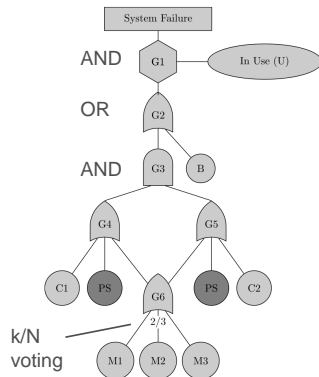 System Failure
AND
G1
In Use (U)
OR
G2
AND
G3
B
G4
G5
C1
PS
G6
PS
C2
2/3
k/N
voting
M1
M2
M3